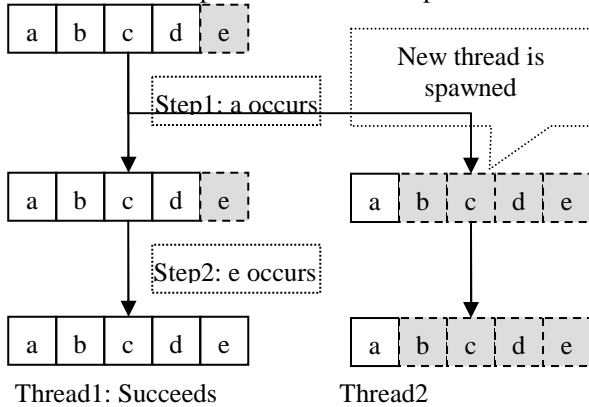 a b c d e
New thread is
spawned
Step1: a occurs
a b c d e
a b c d e
Step2: e occurs
a b c d e
a b c d e
Thread1: Succeeds
Thread2